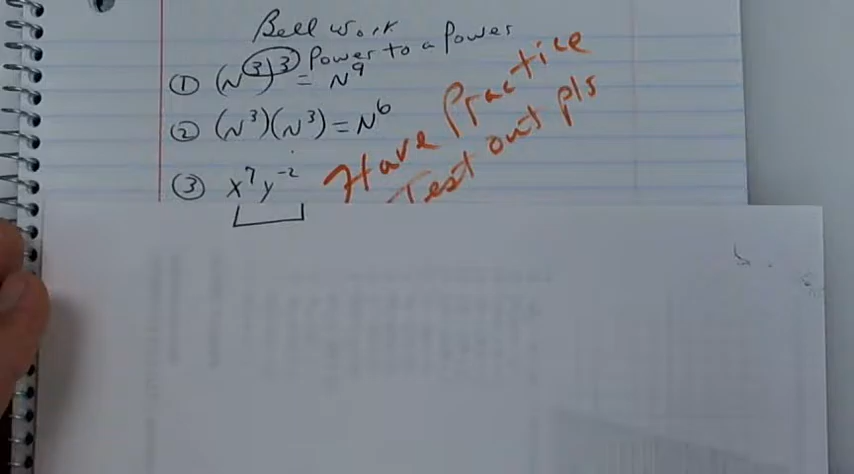 Bell work
① (N³)³ = N⁹ Power to a Power
② (N³)(N³) = N⁶
③ x⁷y⁻²
Have Practice
Test out pls